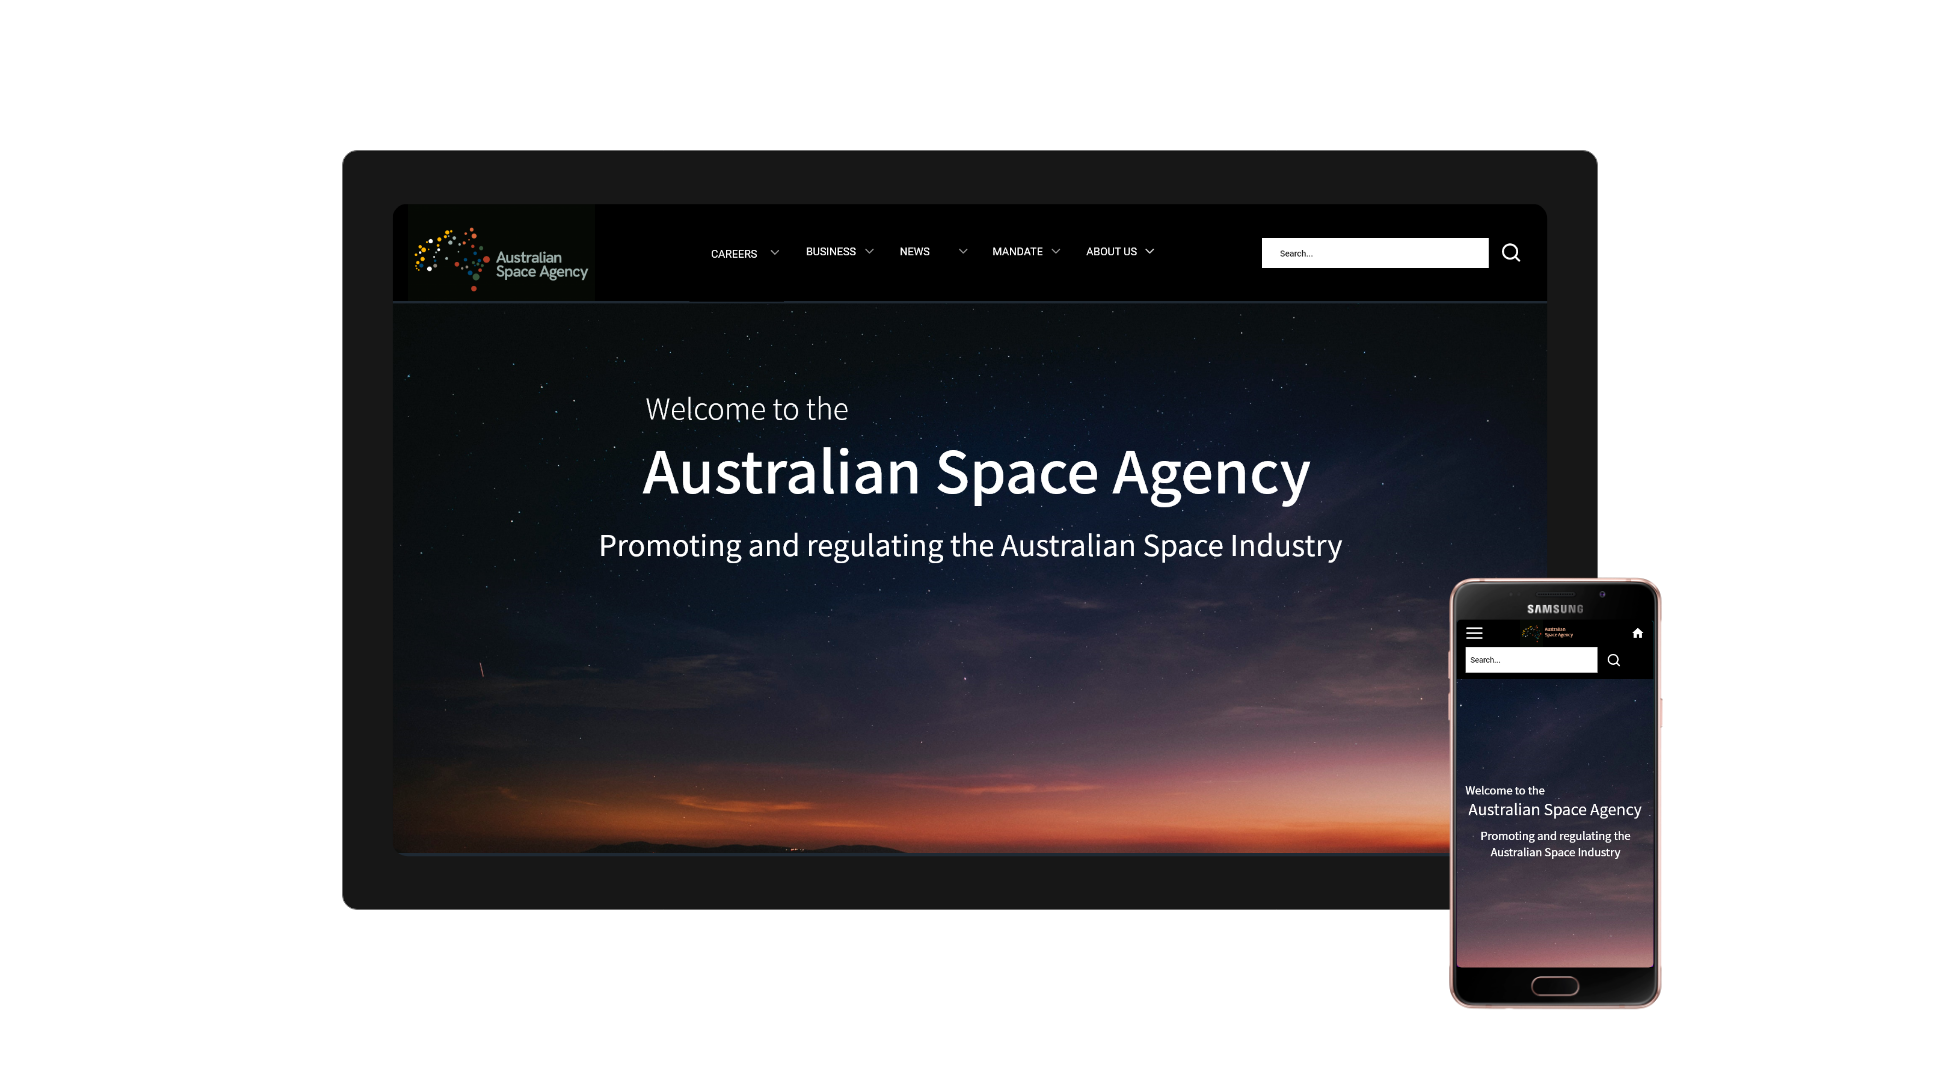 Australian
Space Agency
CAREERS
BUSINESS
NEWS
MANDATE
ABOUT US
Search...
Welcome to the
Australian Space Agency
Promoting and regulating the Australian Space Industry
SAMSUNG
Australian
Space Agency
Search...
Welcome to the
Australian Space Agency
Promoting and regulating the
Australian Space Industry